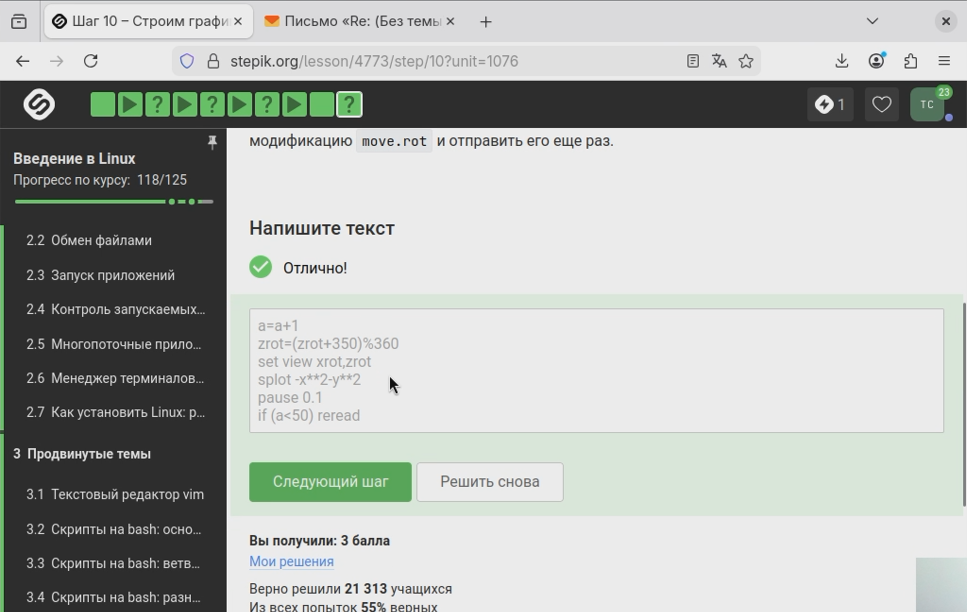 Шаг 10 – Строим графи
Письмо «Re: (Без темы
stepik.org/lesson/4773/step/10?unit=1076
? ? ? ? ?
1
ТС
23
Введение в Linux
Прогресс по курсу: 118/125
2.2 Обмен файлами
2.3 Запуск приложений
2.4 Контроль запускаемых…
2.5 Многопоточные прило…
2.6 Менеджер терминалов…
2.7 Как установить Linux: р…
3 Продвинутые темы
3.1 Текстовый редактор vim
3.2 Скрипты на bash: осно…
3.3 Скрипты на bash: ветв…
3.4 Скрипты на bash: разн…
модификацию move.rot и отправить его еще раз.
Напишите текст
Отлично!
a=a+1
zrot=(zrot+350)%360
set view xrot,zrot
splot -x**2-y**2
pause 0.1
if (a<50) reread
Следующий шаг
Решить снова
Вы получили: 3 балла
Мои решения
Верно решили 21 313 учащихся
Из всех попыток 55% верных